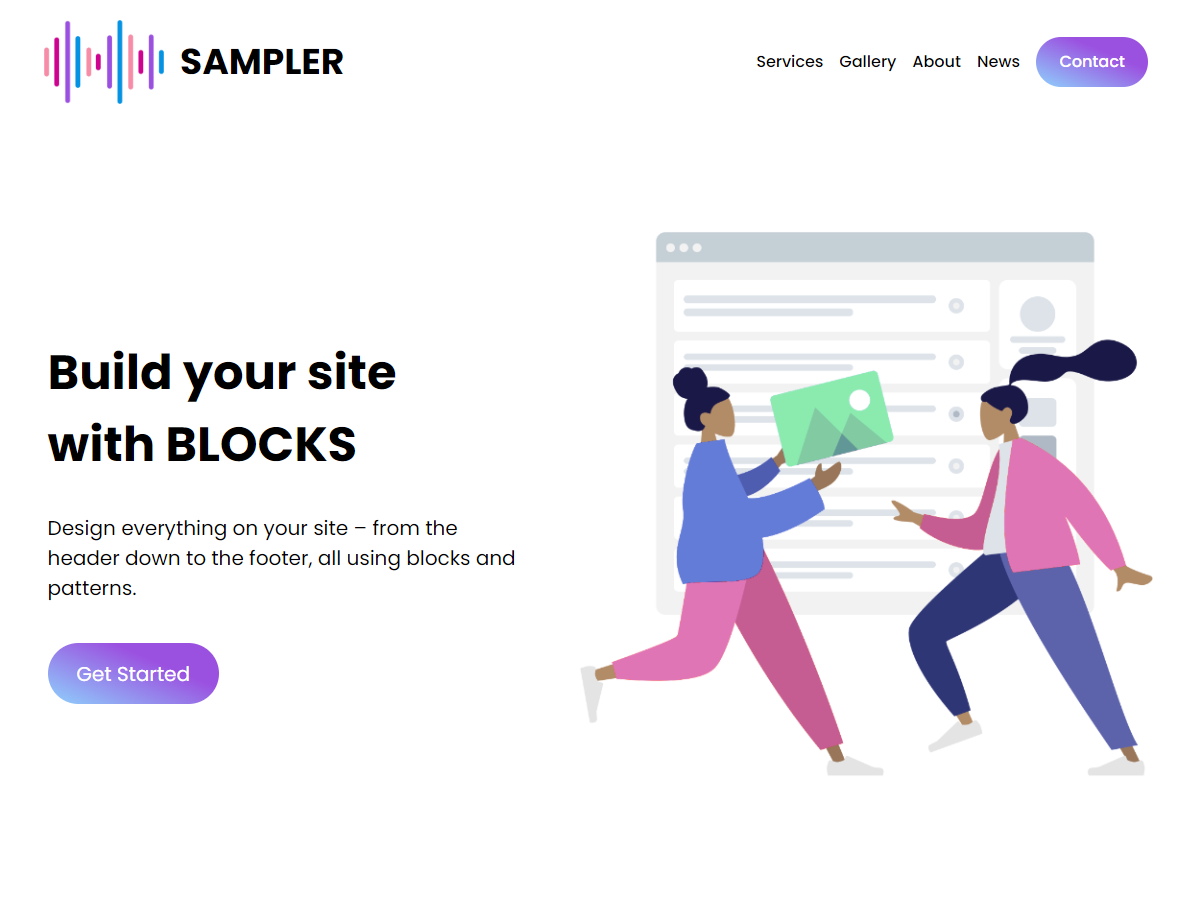 SAMPLER
Services Gallery About News Contact
Build your site
with BLOCKS
Design everything on your site – from the
header down to the footer, all using blocks and
patterns.
Get Started